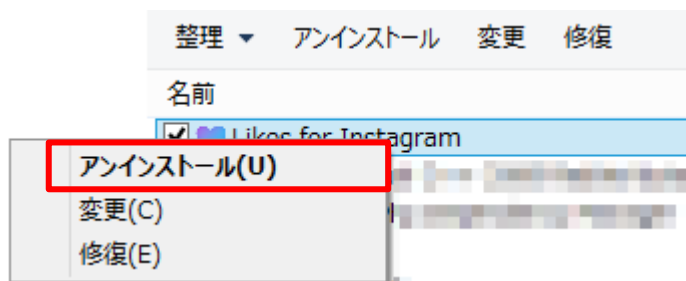 整理 アンインストール 変更 修復
名前
Likes for Instagram
アンインストール(U)
変更(C)
修復(E)